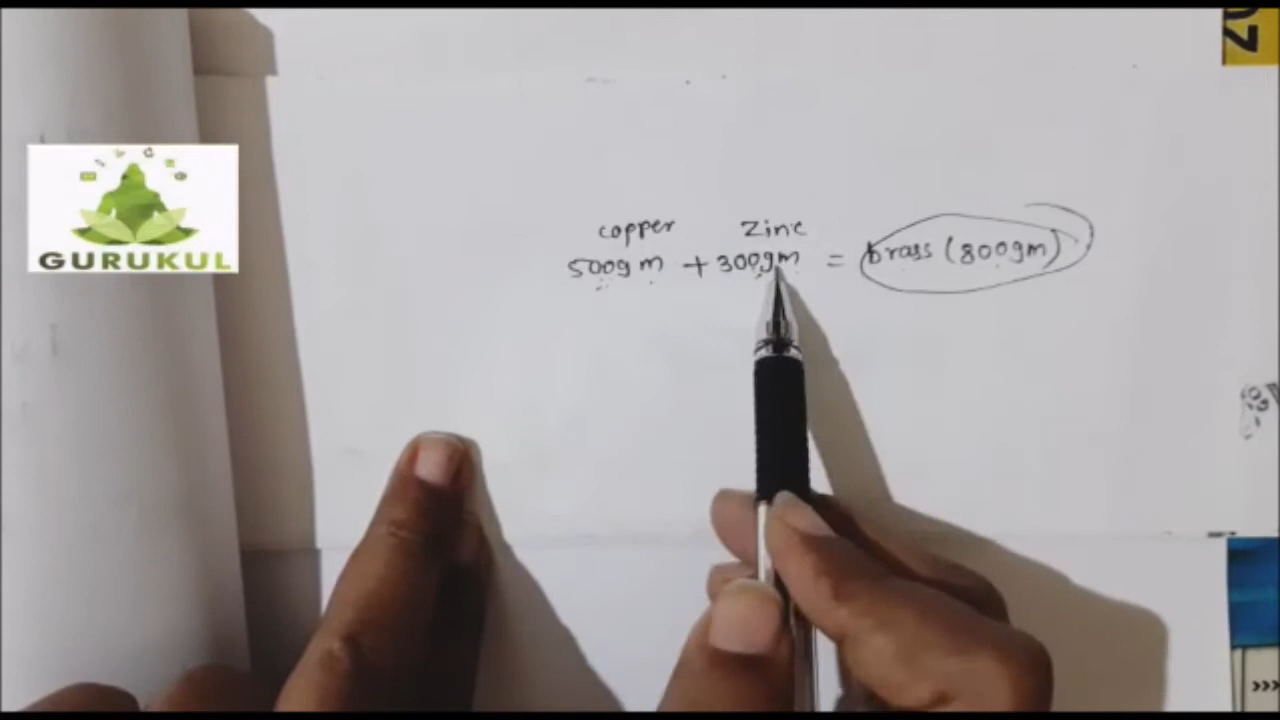 GURUKUL
copper Zinc
500gm + 300gm = brass (800gm)
>>>